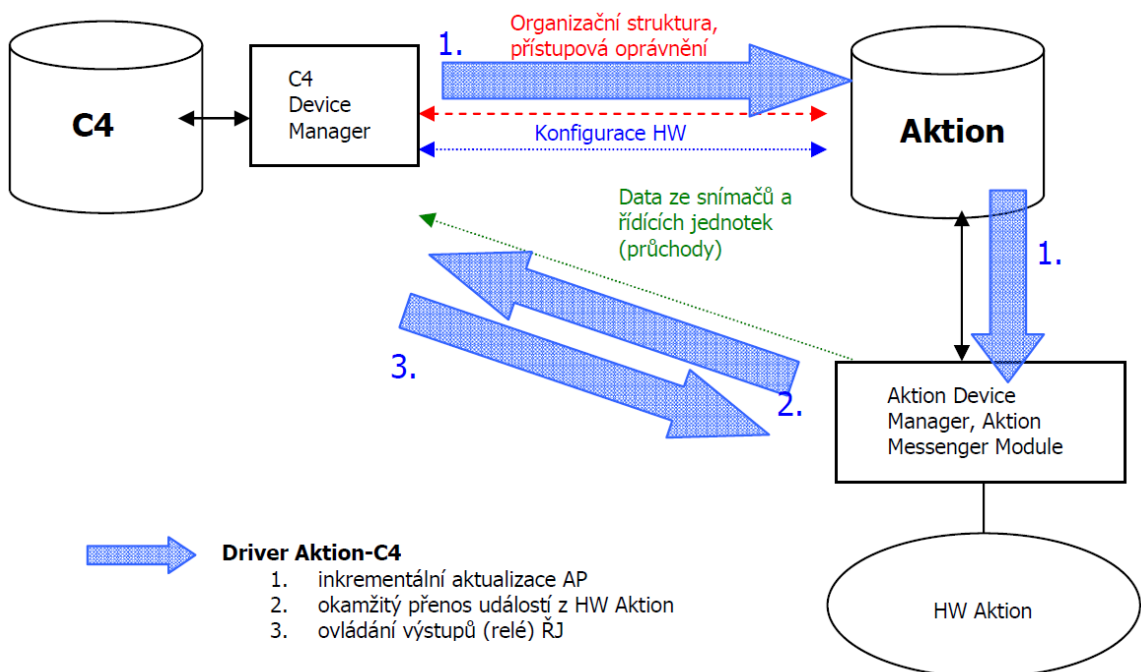 Organizační struktura,
přístupová oprávnění
1.
C4
Device
Manager
C4
Aktion
Konfigurace HW
Data ze snímačů a
řídících jednotek
(průchody)
1.
3.
2.
Aktion Device
Manager, Aktion
Messenger Module
Driver Aktion-C4
1. inkrementální aktualizace AP
2. okamžitý přenos událostí z HW Aktion
3. ovládání výstupů (relé) ŘJ
HW Aktion